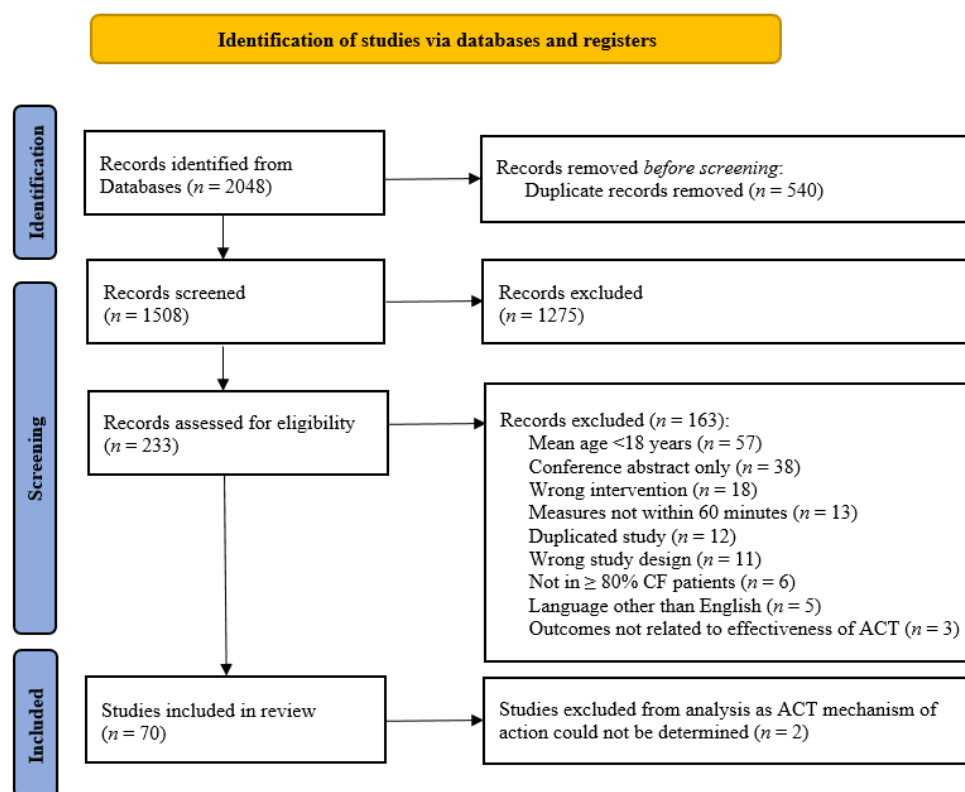 Identification of studies via databases and registers
Identification
Records identified from
Databases (n = 2048)
Records removed before screening:
Duplicate records removed (n = 540)
Screening
Records screened
(n = 1508)
Records excluded
(n = 1275)
Records assessed for eligibility
(n = 233)
Records excluded (n = 163):
Mean age <18 years (n = 57)
Conference abstract only (n = 38)
Wrong intervention (n = 18)
Measures not within 60 minutes (n = 13)
Duplicated study (n = 12)
Wrong study design (n = 11)
Not in ≥ 80% CF patients (n = 6)
Language other than English (n = 5)
Outcomes not related to effectiveness of ACT (n = 3)
Included
Studies included in review
(n = 70)
Studies excluded from analysis as ACT mechanism of
action could not be determined (n = 2)